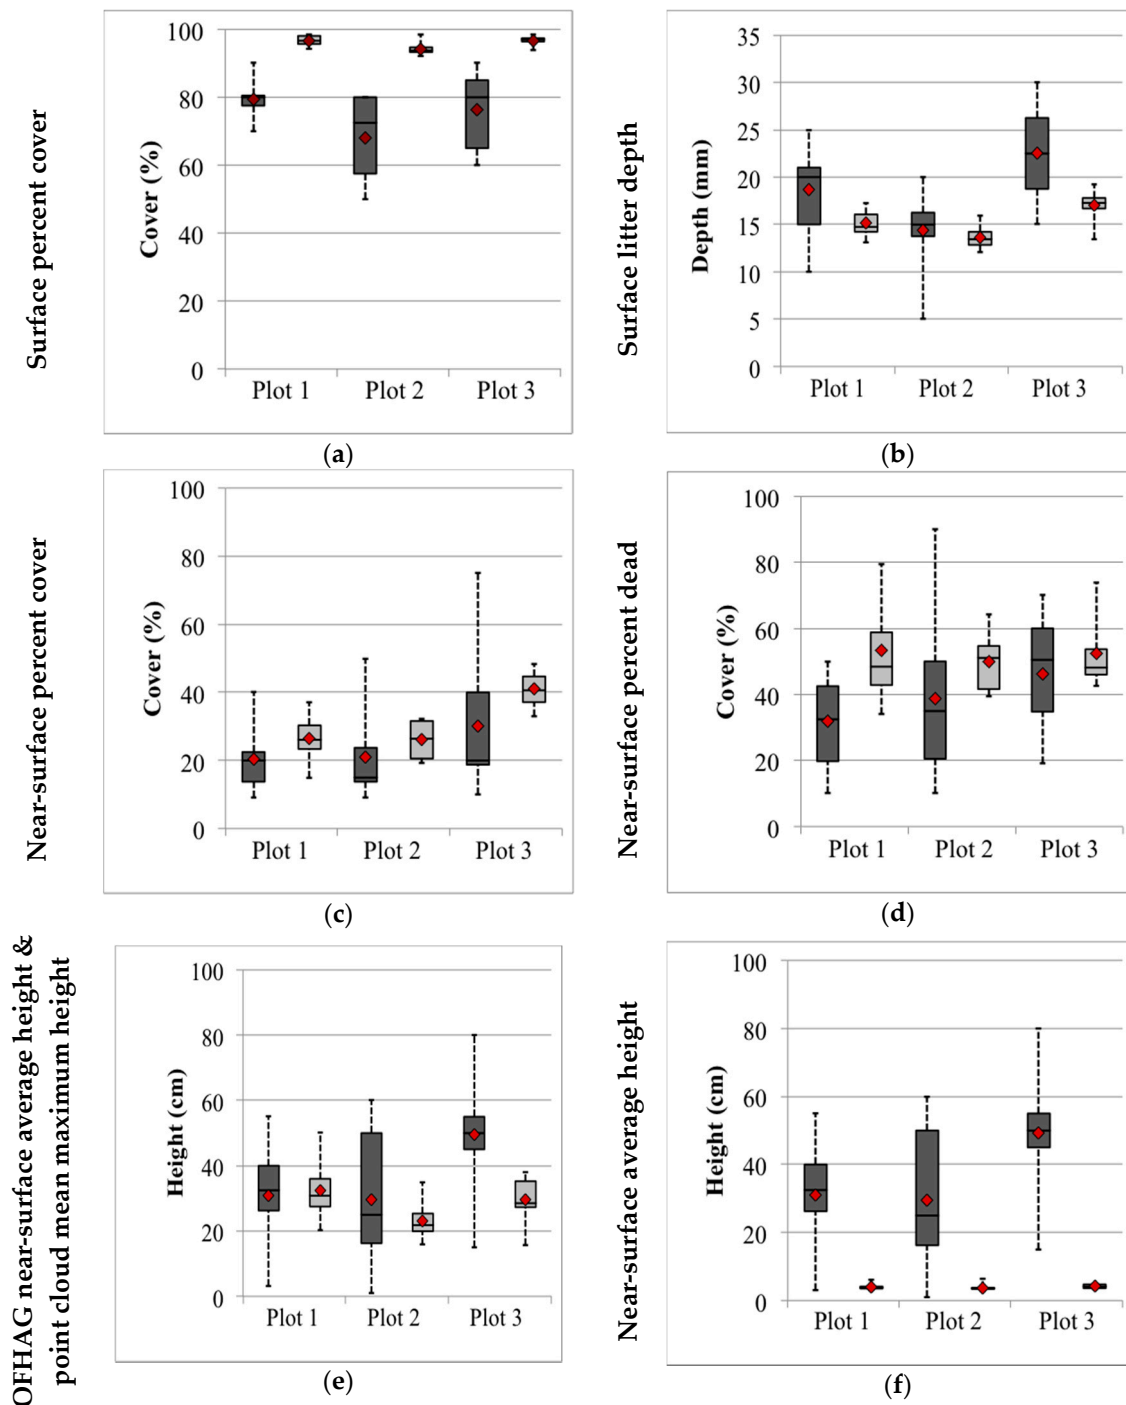 Surface percent cover
Cover (%)
100
80
60
40
20
0
Plot 1 Plot 2 Plot 3
(a)
Surface litter depth
Depth (mm)
35
30
25
20
15
10
5
0
Plot 1 Plot 2 Plot 3
(b)
Near-surface percent cover
Cover (%)
100
80
60
40
20
0
Plot 1 Plot 2 Plot 3
(c)
Near-surface percent dead
Cover (%)
100
80
60
40
20
0
Plot 1 Plot 2 Plot 3
(d)
OFHAG near-surface average height &
point cloud mean maximum height
Height (cm)
100
80
60
40
20
0
Plot 1 Plot 2 Plot 3
(e)
Near-surface average height
Height (cm)
100
80
60
40
20
0
Plot 1 Plot 2 Plot 3
(f)